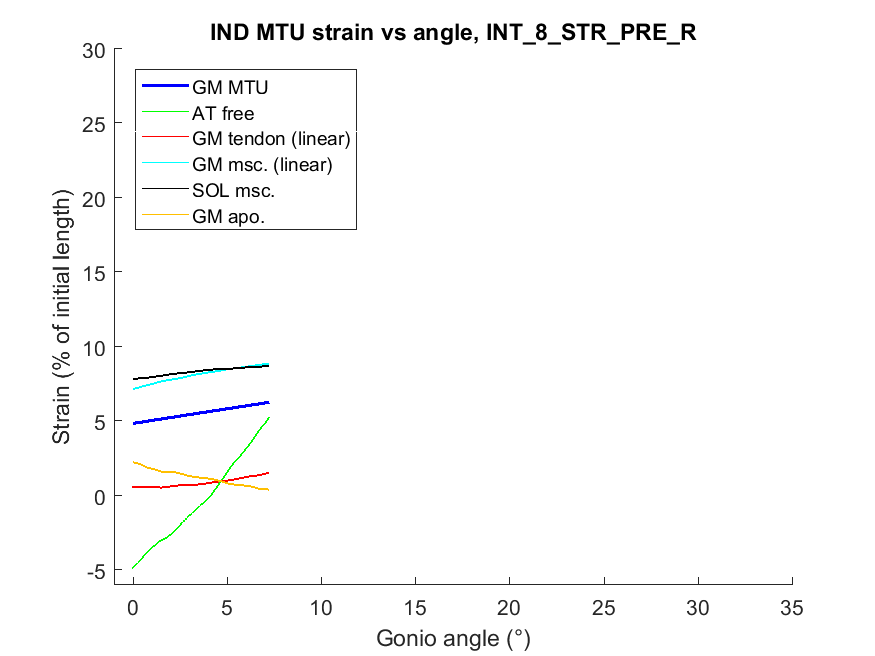 IND MTU strain vs angle, INT_8_STR_PRE_R
30
25
20
15
10
5
0
-5
Strain (% of initial length)
GM MTU
AT free
GM tendon (linear)
GM msc. (linear)
SOL msc.
GM apo.
0 5 10 15 20 25 30 35
Gonio angle (°)